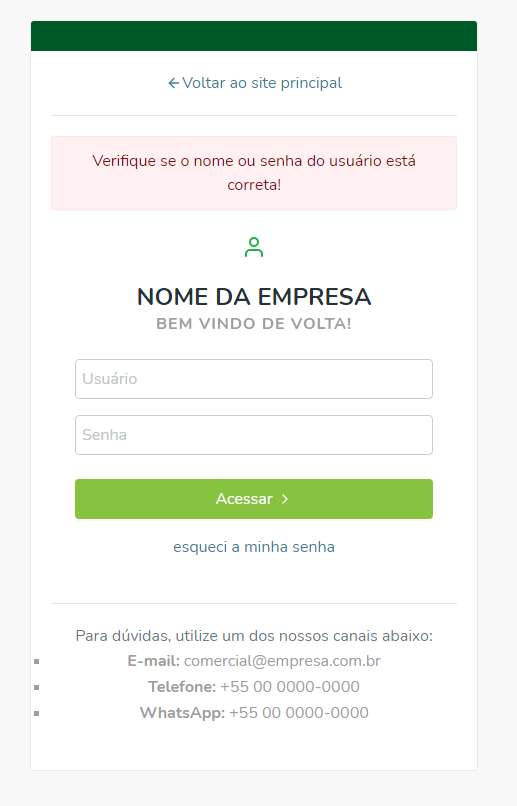 Voltar ao site principal
Verifique se o nome ou senha do usuário está
correta!
NOME DA EMPRESA
BEM VINDO DE VOLTA!
Usuário
Senha
Acessar
esqueci a minha senha
Para dúvidas, utilize um dos nossos canais abaixo:
E-mail: comercial@empresa.com.br
Telefone: +55 00 0000-0000
WhatsApp: +55 00 0000-0000